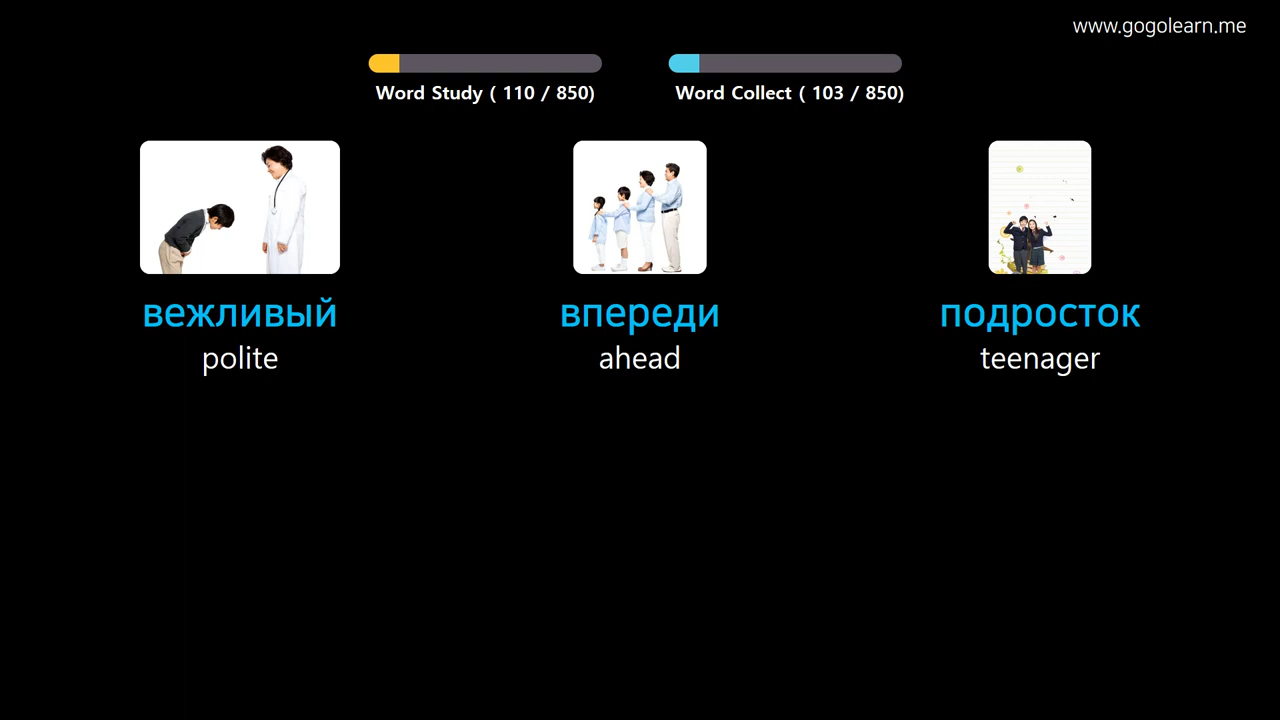 www.gogolearn.me
Word Study ( 110 / 850)
Word Collect ( 103 / 850)
вежливый
polite
впереди
ahead
подросток
teenager